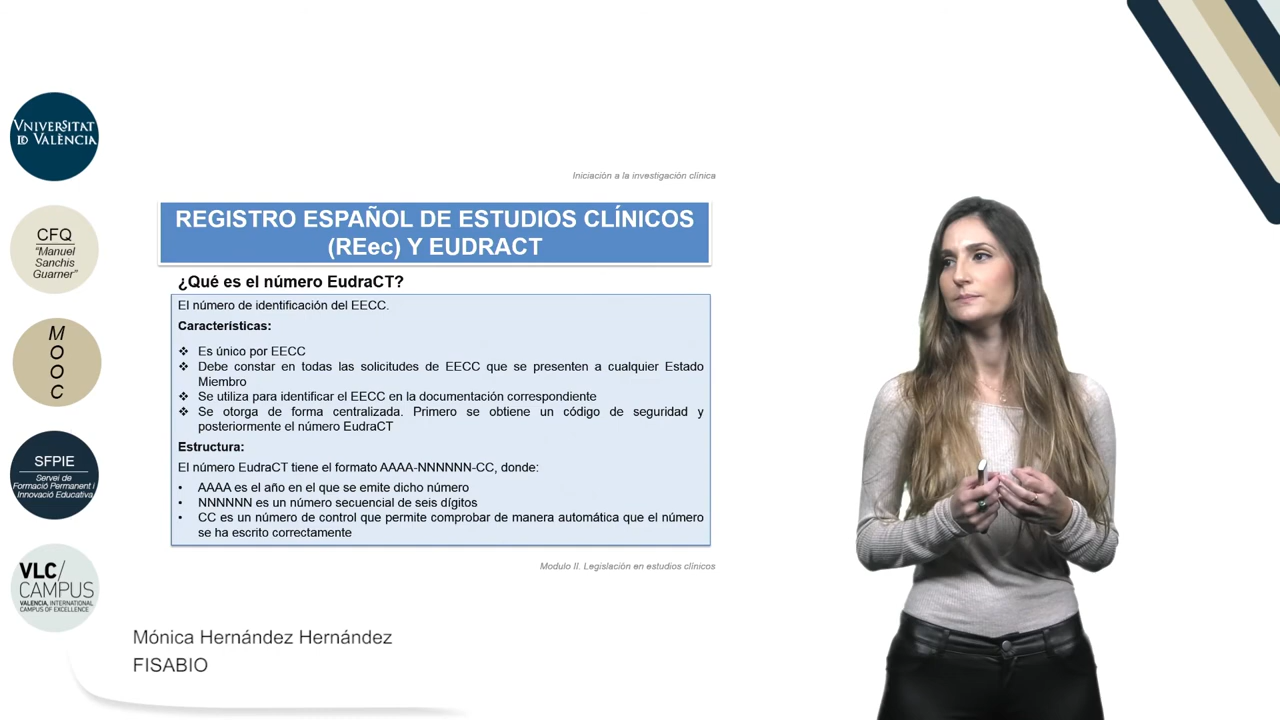 VNIVERSITAT
ID VALÈNCIA
CFQ
"Manuel
Sanchis
Guarner"
M
O
O
C
SFPIE
Servei de
Formació Permanent i
Innovació Educativa
VLC/
CAMPUS
VALENCIA, INTERNATIONAL
CAMPUS OF EXCELLENCE
Iniciación a la investigación clínica
REGISTRO ESPAÑOL DE ESTUDIOS CLÍNICOS
(REec) Y EUDRACT
¿Qué es el número EudraCT?
El número de identificación del EECC.
Características:
❖ Es único por EECC
❖ Debe constar en todas las solicitudes de EECC que se presenten a cualquier Estado
Miembro
❖ Se utiliza para identificar el EECC en la documentación correspondiente
❖ Se otorga de forma centralizada. Primero se obtiene un código de seguridad y
posteriormente el número EudraCT
Estructura:
El número EudraCT tiene el formato AAAA-NNNNNN-CC, donde:
• AAAA es el año en el que se emite dicho número
• NNNNNN es un número secuencial de seis dígitos
• CC es un número de control que permite comprobar de manera automática que el número
se ha escrito correctamente
Modulo II. Legislación en estudios clínicos
Mónica Hernández Hernández
FISABIO